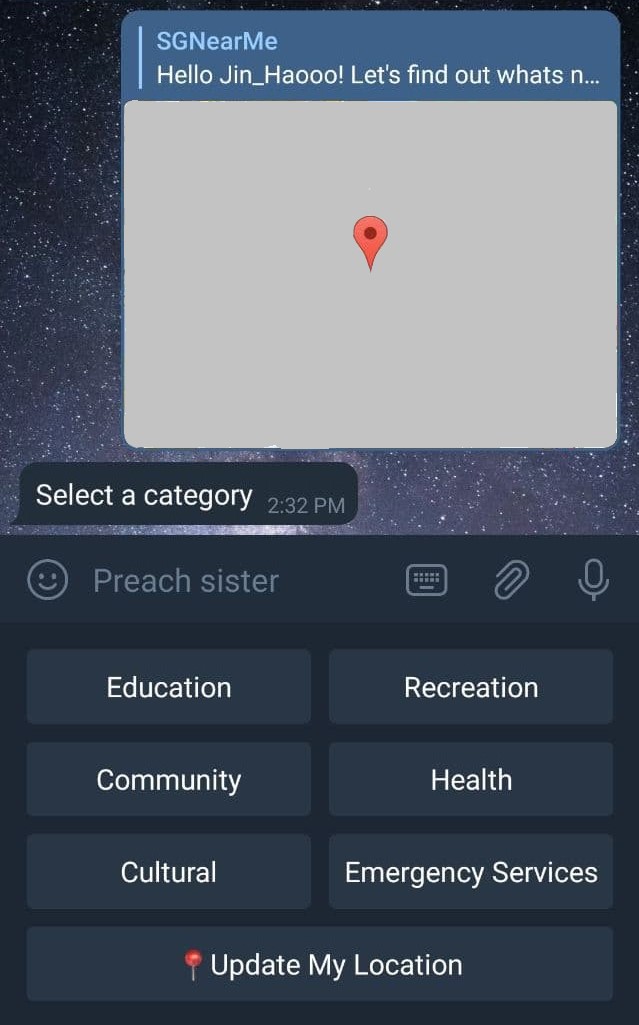 SGNearMe
Hello Jin_Haooo! Let's find out whats n...
Select a category 2:32 PM
Preach sister
Education Recreation
Community Health
Cultural Emergency Services
Update My Location